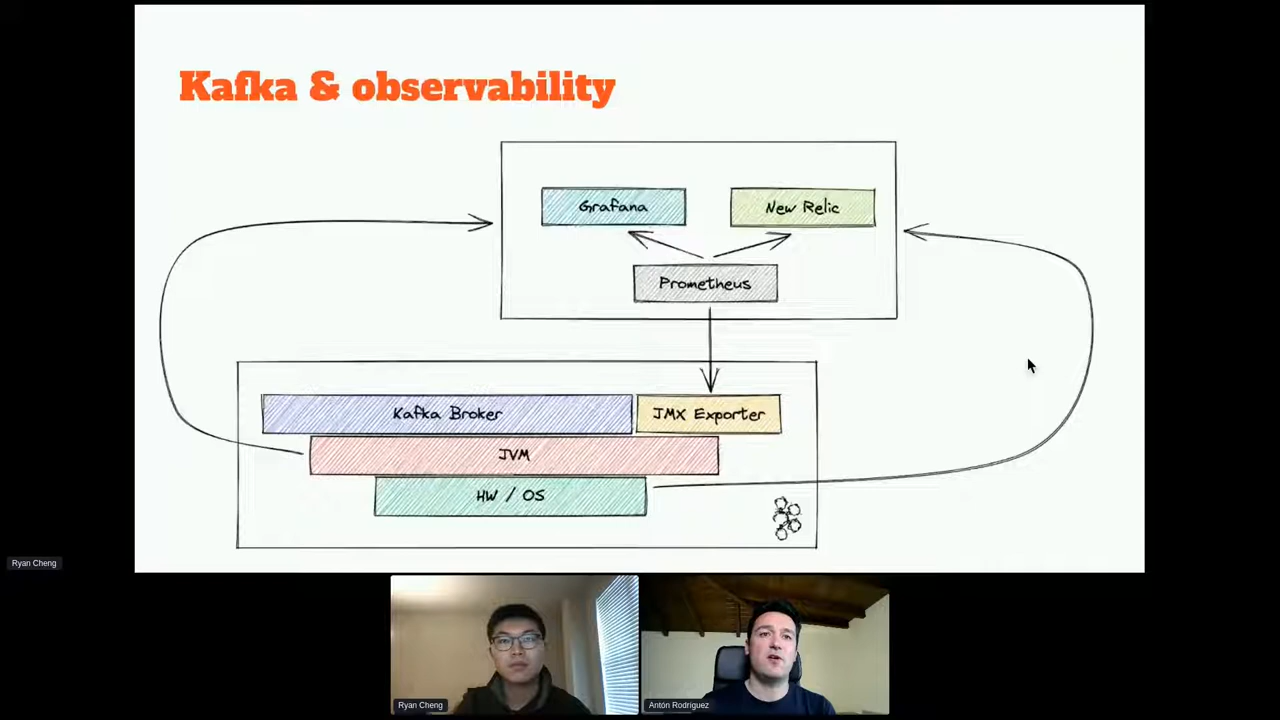 Kafka & observability
Grafana
New Relic
Prometheus
Kafka Broker
JMX Exporter
JVM
HW / OS
Ryan Cheng
Ryan Cheng
Antón Rodríguez